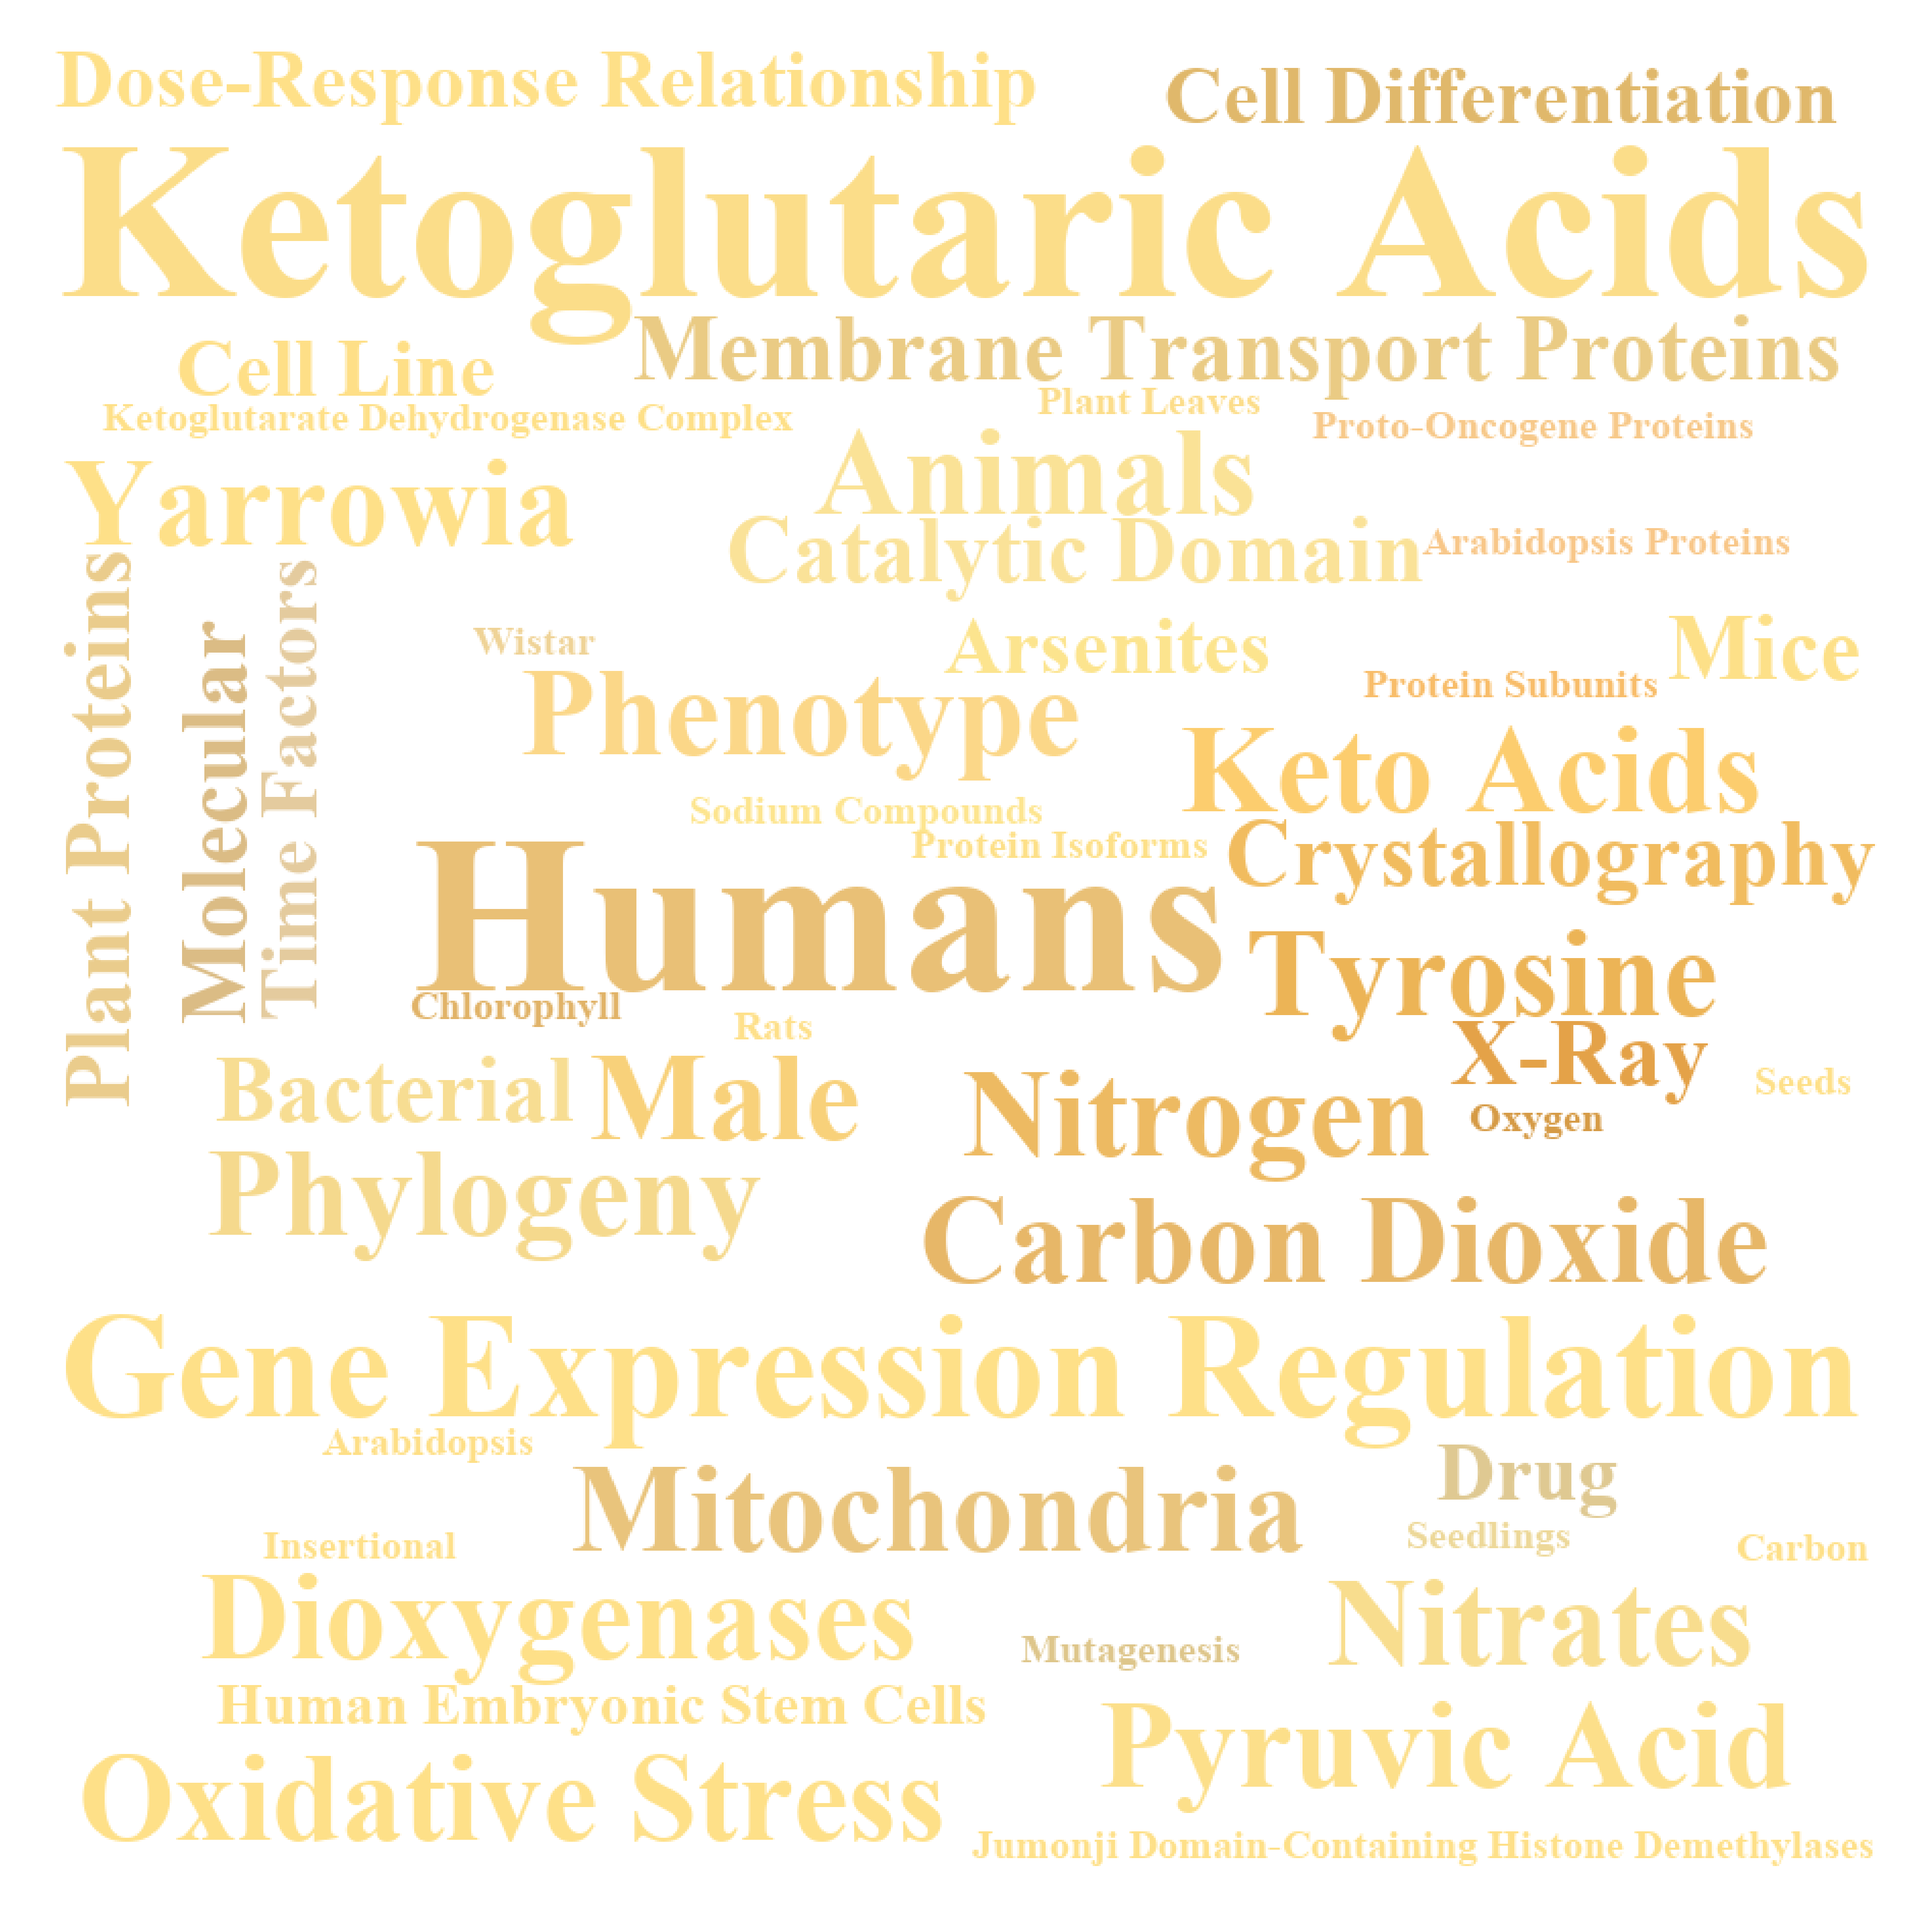 Dose-Response Relationship
Cell Differentiation
Ketoglutaric Acids
Membrane Transport Proteins
Cell Line
Plant Leaves
Ketoglutarate Dehydrogenase Complex
Proto-Oncogene Proteins
Animals
Yarrowia
Catalytic Domain
Arabidopsis Proteins
Plant Proteins
Molecular
Time Factors
Wistar
Arsenites
Mice
Protein Subunits
Phenotype
Keto Acids
Sodium Compounds
Protein Isoforms
Crystallography
Humans
Tyrosine
Chlorophyll
Rats
X-Ray
Seeds
Bacterial
Male
Nitrogen
Oxygen
Phylogeny
Carbon Dioxide
Gene Expression Regulation
Arabidopsis
Drug
Mitochondria
Seedlings
Insertional
Carbon
Dioxygenases
Nitrates
Mutagenesis
Human Embryonic Stem Cells
Pyruvic Acid
Oxidative Stress
Jumonji Domain-Containing Histone Demethylases